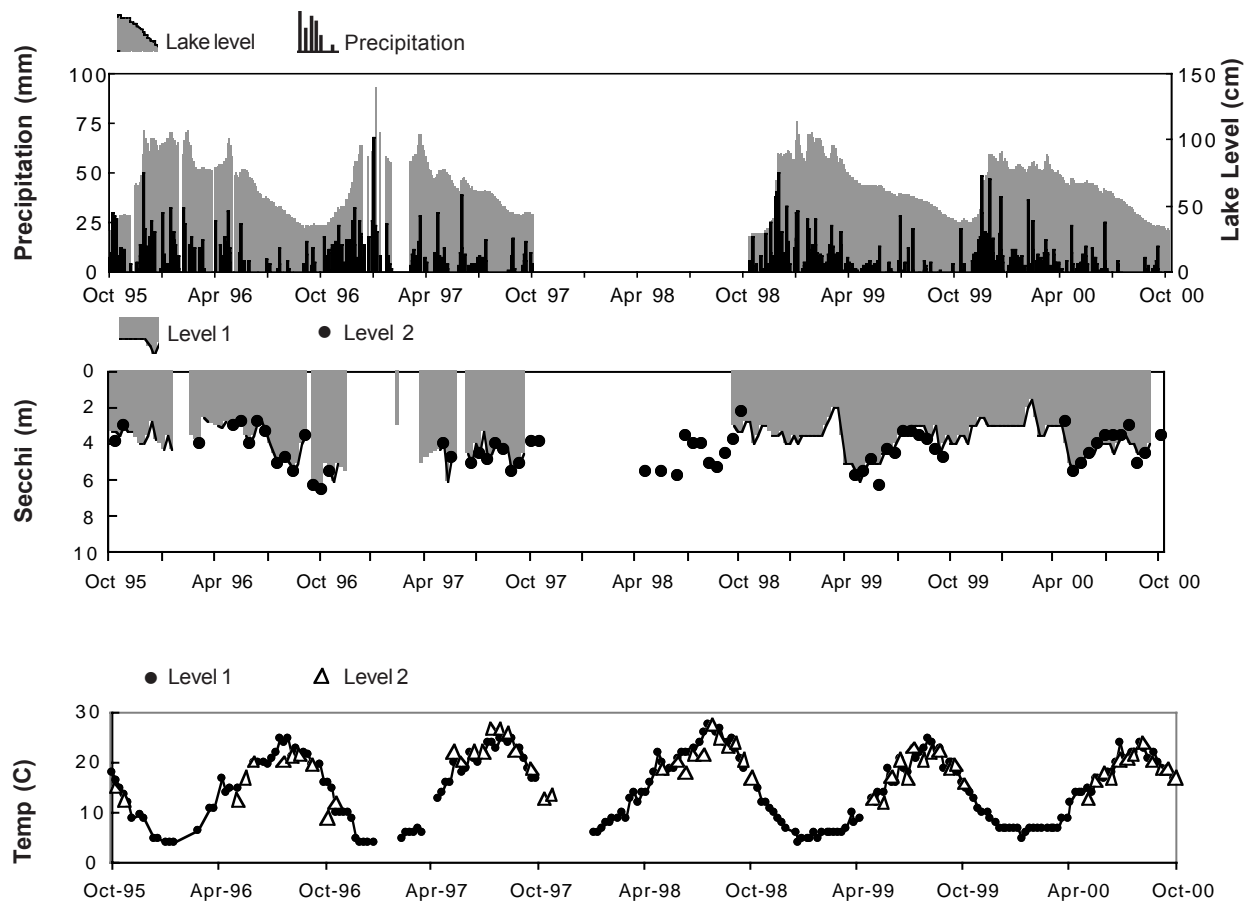 Lake level
Precipitation
Precipitation (mm)
100
75
50
25
0
150
100
50
0
Lake Level (cm)
Oct 95 Apr 96 Oct 96 Apr 97 Oct 97 Apr 98 Oct 98 Apr 99 Oct 99 Apr 00 Oct 00
Level 1
Level 2
Secchi (m)
0
2
4
6
8
10
Oct 95 Apr 96 Oct 96 Apr 97 Oct 97 Apr 98 Oct 98 Apr 99 Oct 99 Apr 00 Oct 00
Level 1
Level 2
Temp (C)
30
20
10
0
Oct-95 Apr-96 Oct-96 Apr-97 Oct-97 Apr-98 Oct-98 Apr-99 Oct-99 Apr-00 Oct-00